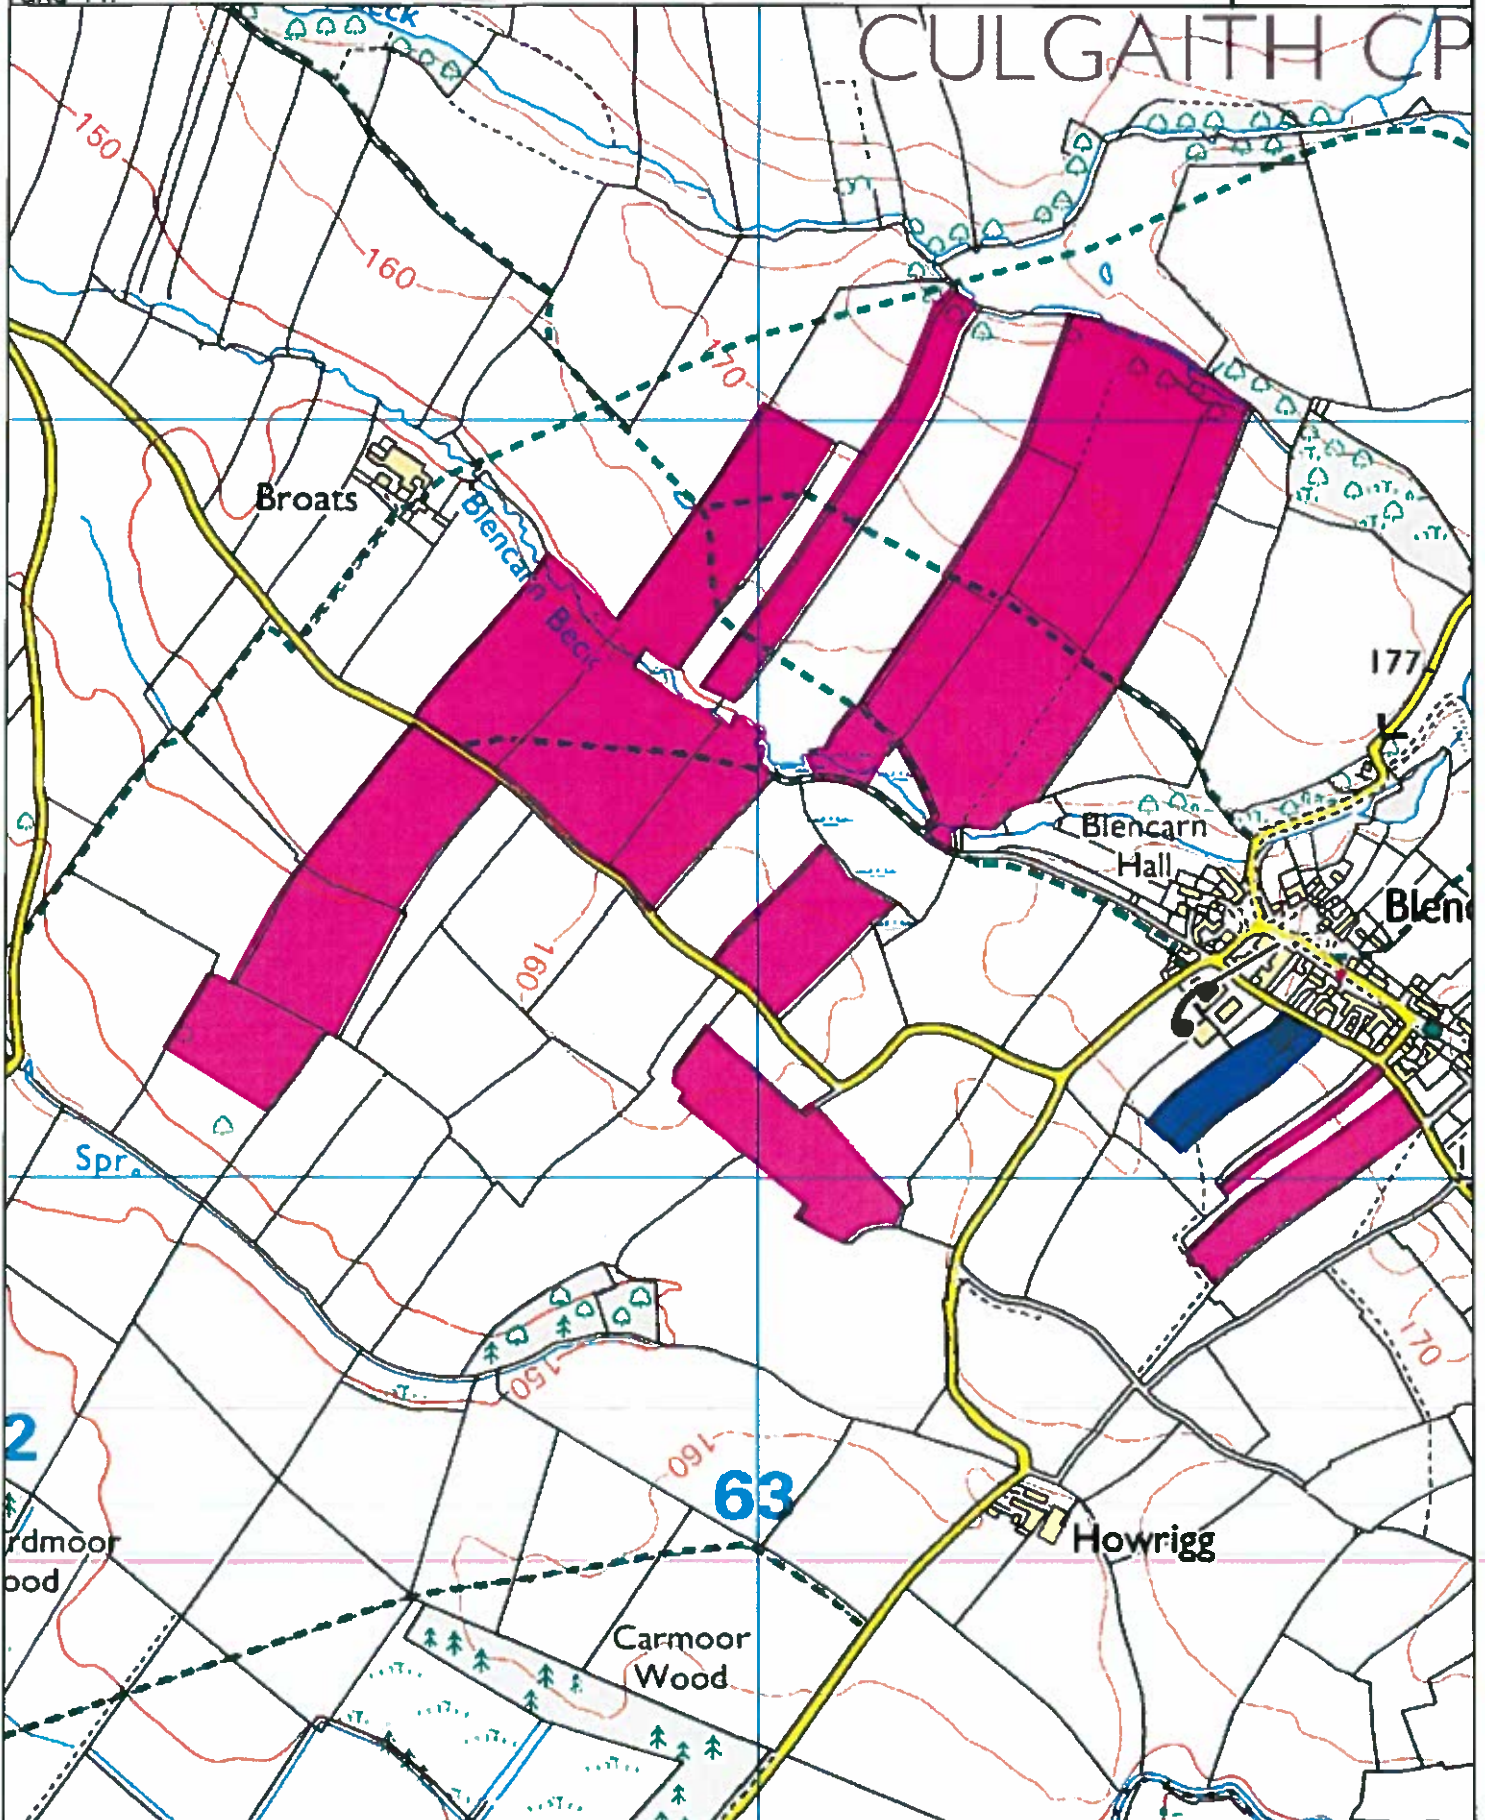 CULGAITH CP
150
160
170
Broats
Blencarn Beck
177
Blencarn
Hall
Blen
160
Spr.
150
170
2
160
63
Howrigg
rdmoor
ood
Carmoor
Wood